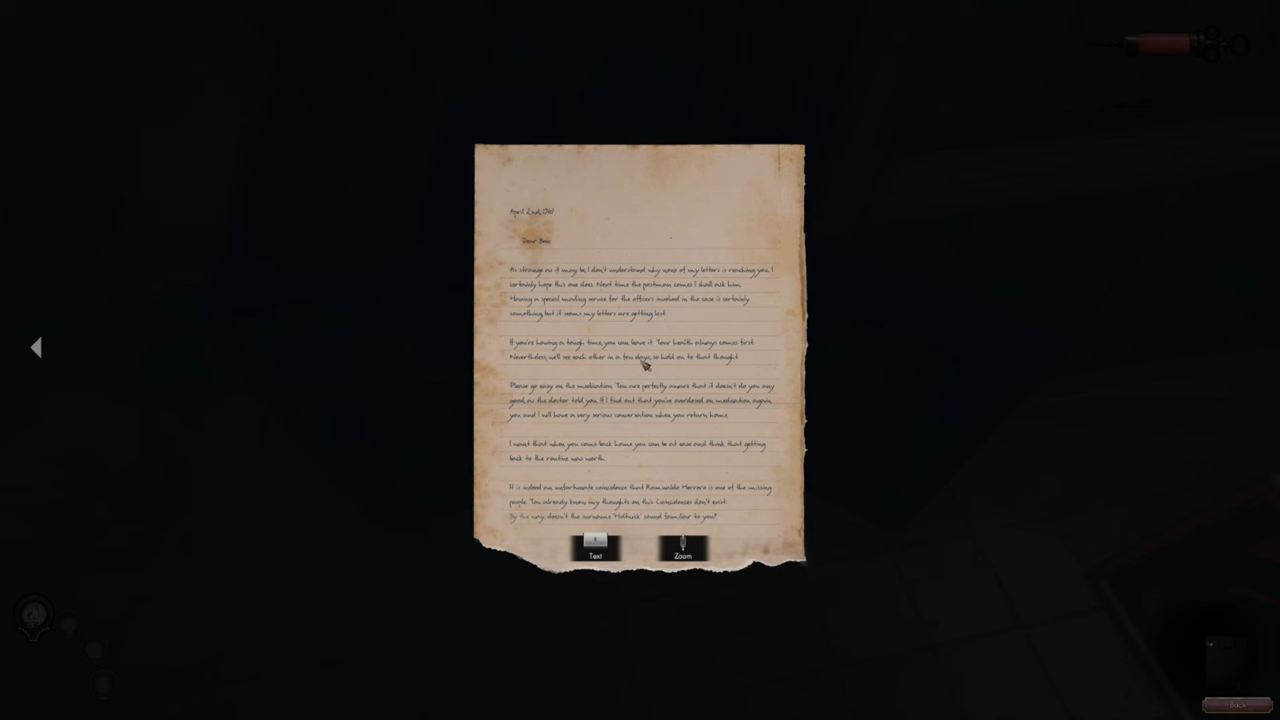 April 2nd, 1947
Dear Ben
As strange as it may be, I don't understand why none of my letters is reaching you. I
certainly hope this one does. Next time the postman comes I shall ask him.
Having a special mailing service for the officers involved in the case is certainly
something, but it seems my letters are getting lost.
If you're having a tough time, you can leave it. Your health always comes first.
Nevertheless, we'll see each other in a few days, so hold on to that thought.
Please go easy on the medication. You are perfectly aware that it doesn't do you any
good, as the doctor told you. If I find out that you've overdosed on medication again,
you and I will have a very serious conversation when you return home.
I want that when you come back home you can be at ease and think that getting
back to the routine was worth.
It is indeed an unfortunate coincidence that Romualdo Herrero is one of the missing
people. You already know my thoughts on this. Coincidences don't exist.
By the way, doesn't the surname sound familiar to you?
Text
Zoom
Back